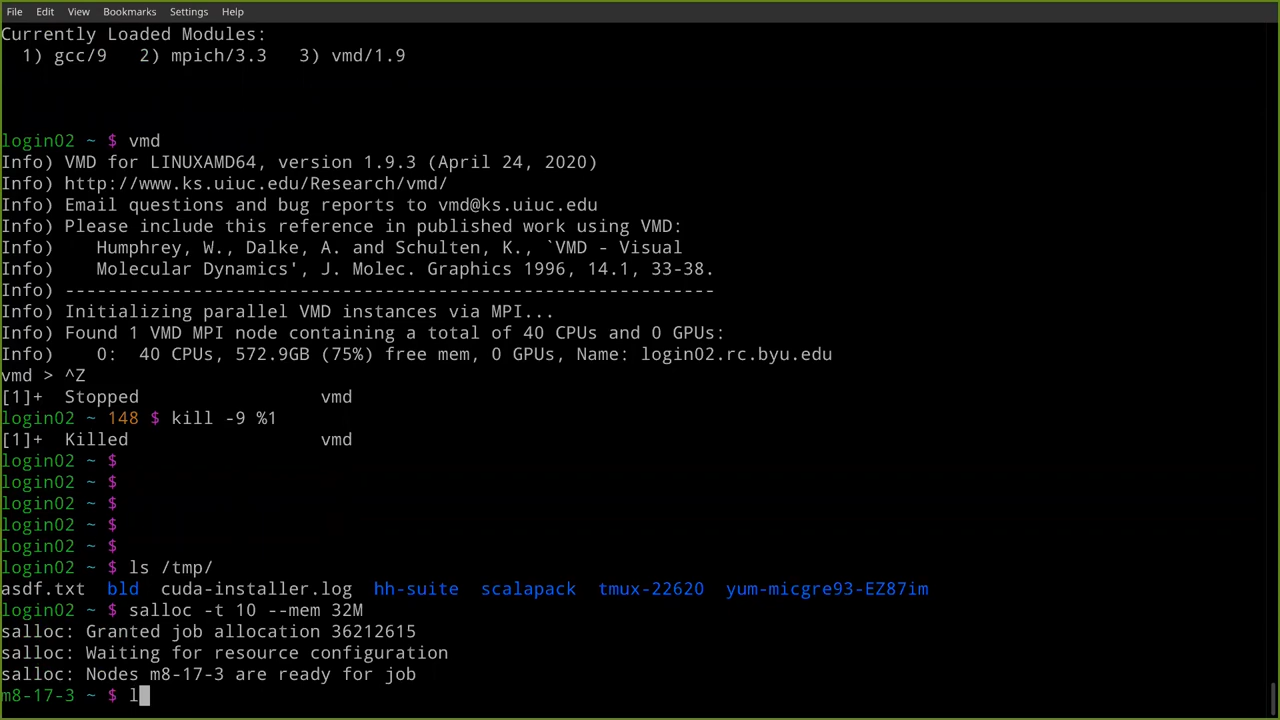 File Edit View Bookmarks Settings Help
Currently Loaded Modules:
  1) gcc/9   2) mpich/3.3   3) vmd/1.9
login02 ~ $ vmd
Info) VMD for LINUXAMD64, version 1.9.3 (April 24, 2020)
Info) http://www.ks.uiuc.edu/Research/vmd/
Info) Email questions and bug reports to vmd@ks.uiuc.edu
Info) Please include this reference in published work using VMD:
Info)    Humphrey, W., Dalke, A. and Schulten, K., `VMD - Visual
Info)    Molecular Dynamics', J. Molec. Graphics 1996, 14.1, 33-38.
Info) -------------------------------------------------------------
Info) Initializing parallel VMD instances via MPI...
Info) Found 1 VMD MPI node containing a total of 40 CPUs and 0 GPUs:
Info)    0:  40 CPUs, 572.9GB (75%) free mem, 0 GPUs, Name: login02.rc.byu.edu
vmd > ^Z
[1]+  Stopped                 vmd
login02 ~ 148 $ kill -9 %1
[1]+  Killed                  vmd
login02 ~ $
login02 ~ $
login02 ~ $
login02 ~ $
login02 ~ $
login02 ~ $ ls /tmp/
asdf.txt  bld  cuda-installer.log  hh-suite  scalapack  tmux-22620  yum-micgre93-EZ87im
login02 ~ $ salloc -t 10 --mem 32M
salloc: Granted job allocation 36212615
salloc: Waiting for resource configuration
salloc: Nodes m8-17-3 are ready for job
m8-17-3 ~ $ l